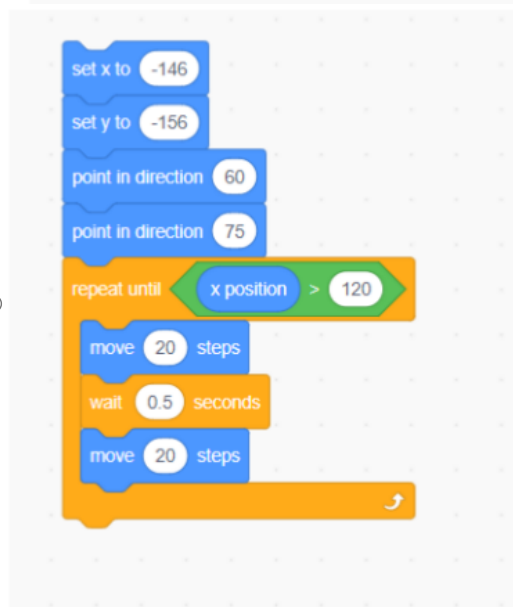 set x to -146
set y to -156
point in direction 60
point in direction 75
repeat until x position > 120
move 20 steps
wait 0.5 seconds
move 20 steps